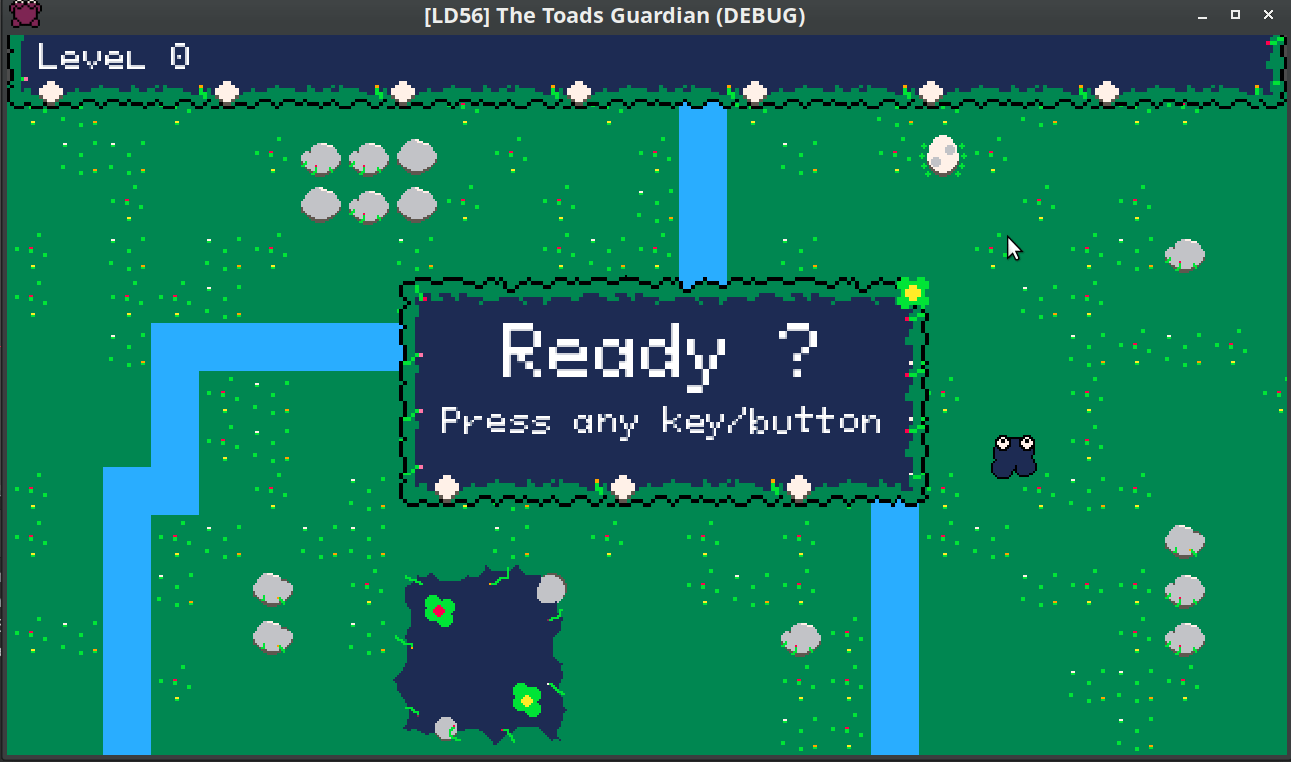 [LD56] The Toads Guardian (DEBUG)
Level 0
Ready ?
Press any key/button